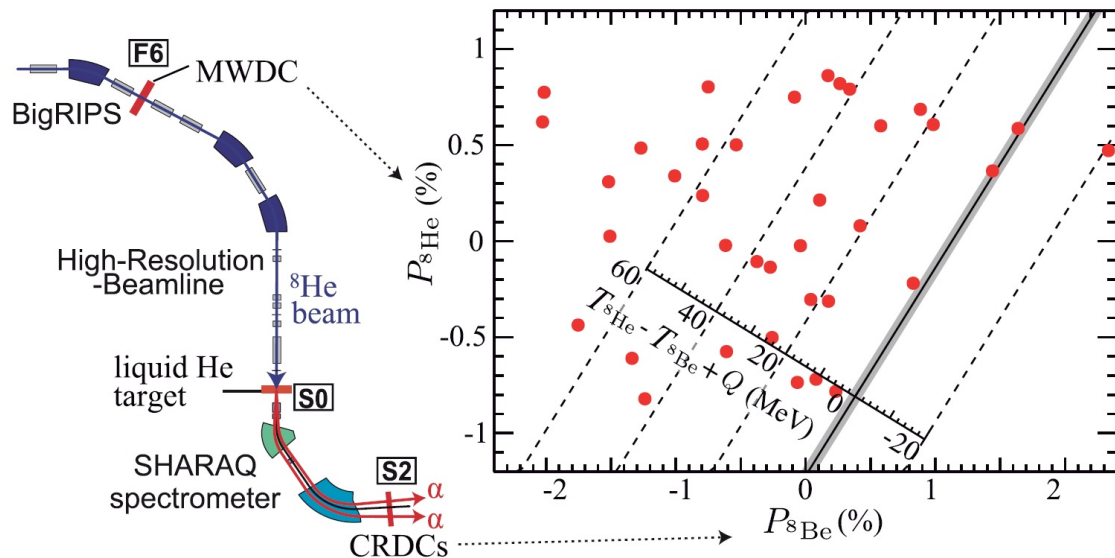 F6
MWDC
BigRIPS
High-Resolution
-Beamline
⁸He
beam
liquid He
target
S0
SHARAQ
spectrometer
S2
α
α
CRDCs
P₈He (%)
1
0.5
0
-0.5
-1
60
40
20
0
-20
T₈He - T₈Be + Q (MeV)
-2
-1
0
1
2
P₈Be (%)